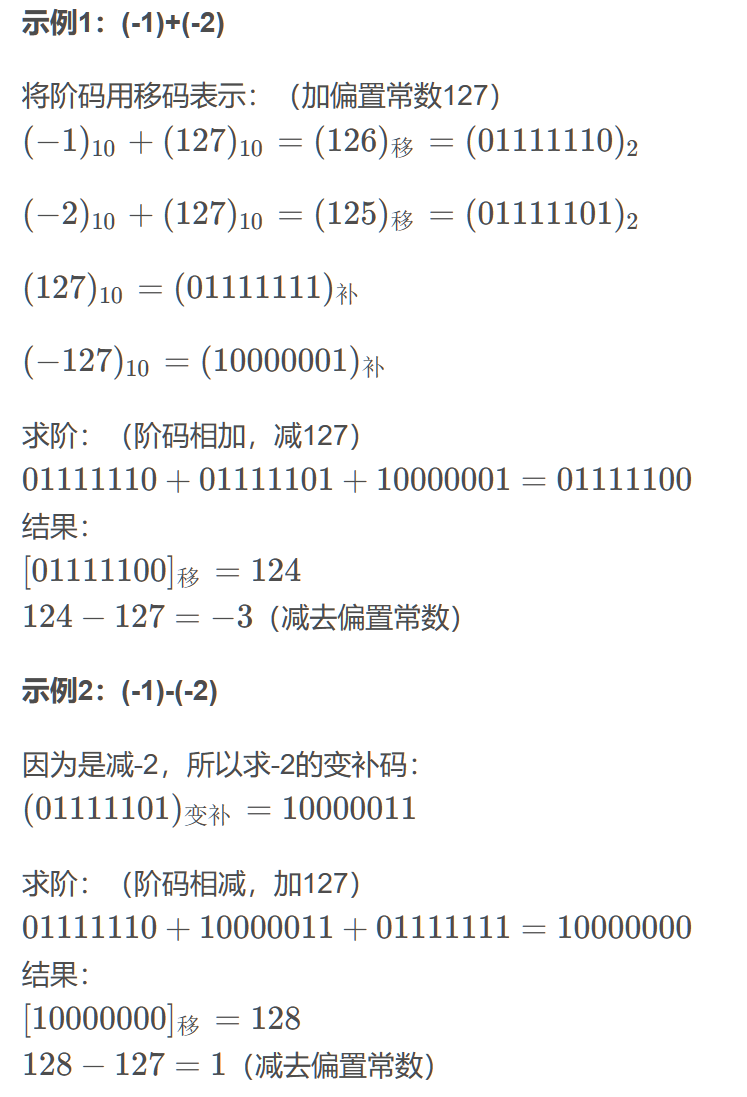 示例1：(-1)+(-2)
将阶码用移码表示：（加偏置常数127）
(−1)₁₀ + (127)₁₀ = (126)移 = (01111110)₂
(−2)₁₀ + (127)₁₀ = (125)移 = (01111101)₂
(127)₁₀ = (01111111)补
(−127)₁₀ = (10000001)补
求阶：（阶码相加，减127）
01111110 + 01111101 + 10000001 = 01111100
结果：
[01111100]移 = 124
124 − 127 = −3（减去偏置常数）
示例2：(-1)-(-2)
因为是减-2，所以求-2的变补码：
(01111101)变补 = 10000011
求阶：（阶码相减，加127）
01111110 + 10000011 + 01111111 = 10000000
结果：
[10000000]移 = 128
128 − 127 = 1（减去偏置常数）